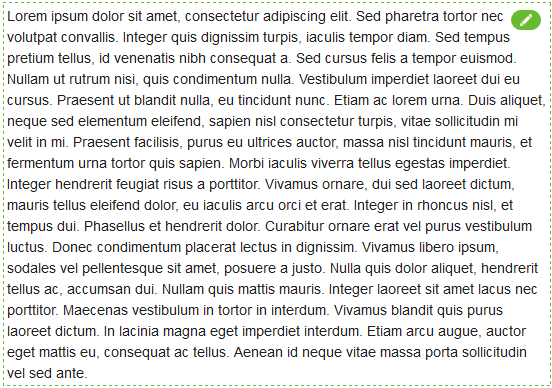 Lorem ipsum dolor sit amet, consectetur adipiscing elit. Sed pharetra tortor nec
volutpat convallis. Integer quis dignissim turpis, iaculis tempor diam. Sed tempus
pretium tellus, id venenatis nibh consequat a. Sed cursus felis a tempor euismod.
Nullam ut rutrum nisi, quis condimentum nulla. Vestibulum imperdiet laoreet dui eu
cursus. Praesent ut blandit nulla, eu tincidunt nunc. Etiam ac lorem urna. Duis aliquet,
neque sed elementum eleifend, sapien nisl consectetur turpis, vitae sollicitudin mi
velit in mi. Praesent facilisis, purus eu ultrices auctor, massa nisl tincidunt mauris, et
fermentum urna tortor quis sapien. Morbi iaculis viverra tellus egestas imperdiet.
Integer hendrerit feugiat risus a porttitor. Vivamus ornare, dui sed laoreet dictum,
mauris tellus eleifend dolor, eu iaculis arcu orci et erat. Integer in rhoncus nisl, et
tempus dui. Phasellus et hendrerit dolor. Curabitur ornare erat vel purus vestibulum
luctus. Donec condimentum placerat lectus in dignissim. Vivamus libero ipsum,
sodales vel pellentesque sit amet, posuere a justo. Nulla quis dolor aliquet, hendrerit
tellus ac, accumsan dui. Nullam quis mattis mauris. Integer laoreet sit amet lacus nec
porttitor. Maecenas vestibulum in tortor in interdum. Vivamus blandit quis purus
laoreet dictum. In lacinia magna eget imperdiet interdum. Etiam arcu augue, auctor
eget mattis eu, consequat ac tellus. Aenean id neque vitae massa porta sollicitudin
vel sed ante.